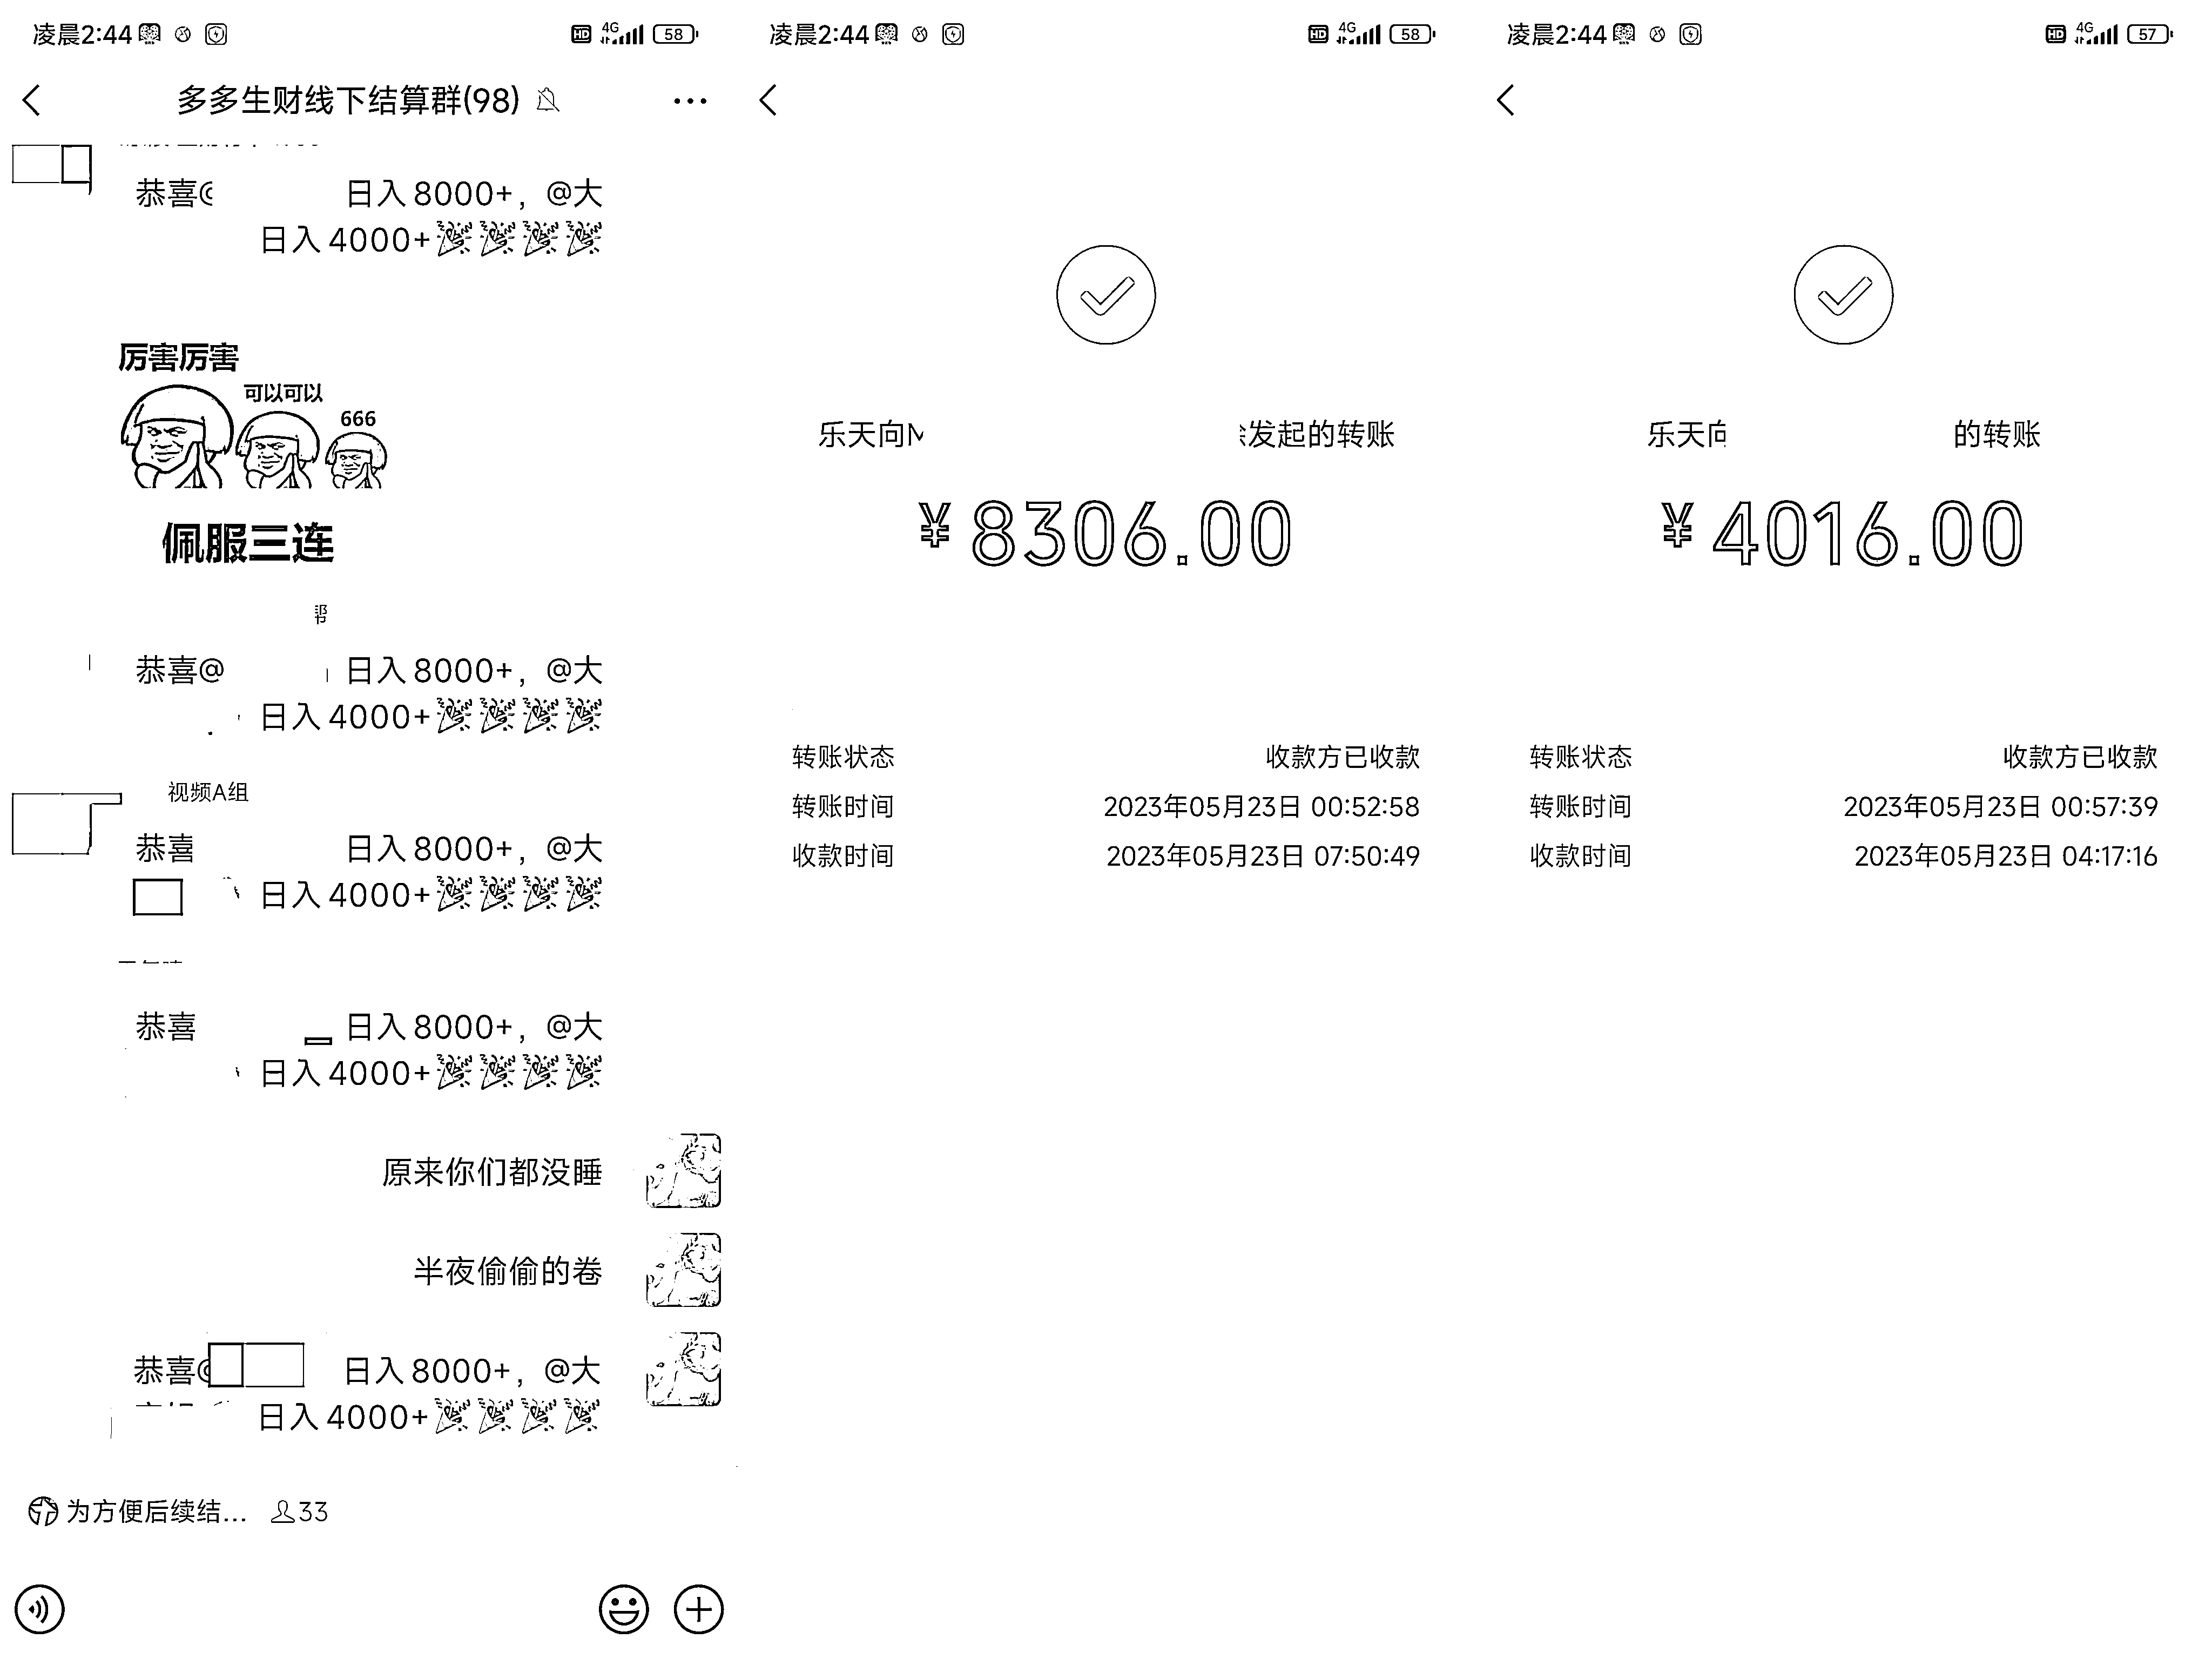 凌晨2:44
4G
58
多多生财线下结算群(98)
恭喜@ 日入8000+，@大
日入4000+
厉害厉害
可以可以
666
佩服三连
恭喜@ 日入8000+，@大
日入4000+
视频A组
恭喜 日入8000+，@大
日入4000+
恭喜 日入8000+，@大
日入4000+
原来你们都没睡
半夜偷偷的卷
恭喜@ 日入8000+，@大
日入4000+
为方便后续结... 33
凌晨2:44
4G
58
乐天向M 发起的转账
¥8306.00
转账状态 收款方已收款
转账时间 2023年05月23日 00:52:58
收款时间 2023年05月23日 07:50:49
凌晨2:44
4G
57
乐天向 的转账
¥4016.00
转账状态 收款方已收款
转账时间 2023年05月23日 00:57:39
收款时间 2023年05月23日 04:17:16